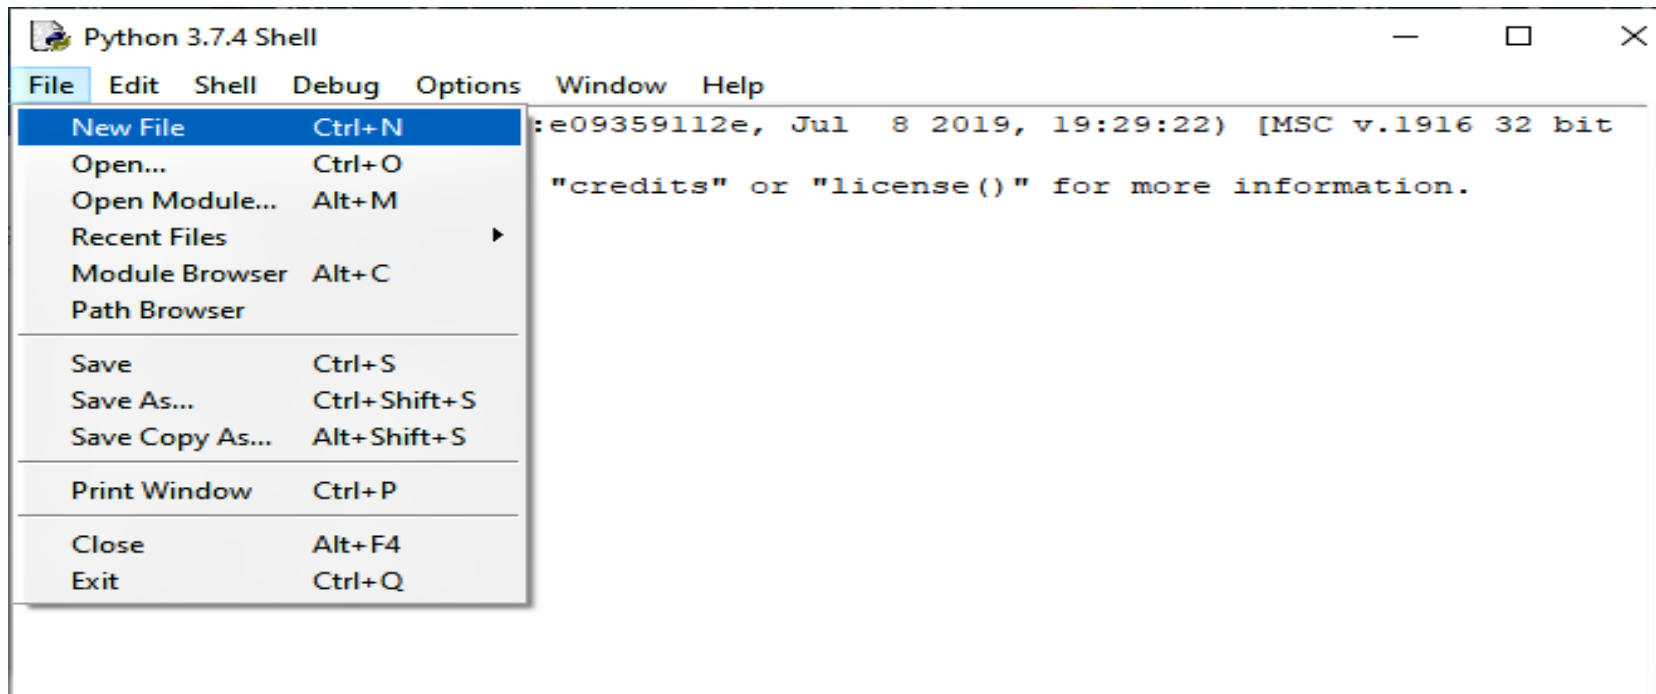 Python 3.7.4 Shell
File Edit Shell Debug Options Window Help
:e09359112e, Jul  8 2019, 19:29:22) [MSC v.1916 32 bit
"credits" or "license()" for more information.
New File Ctrl+N
Open... Ctrl+O
Open Module... Alt+M
Recent Files
Module Browser Alt+C
Path Browser
Save Ctrl+S
Save As... Ctrl+Shift+S
Save Copy As... Alt+Shift+S
Print Window Ctrl+P
Close Alt+F4
Exit Ctrl+Q